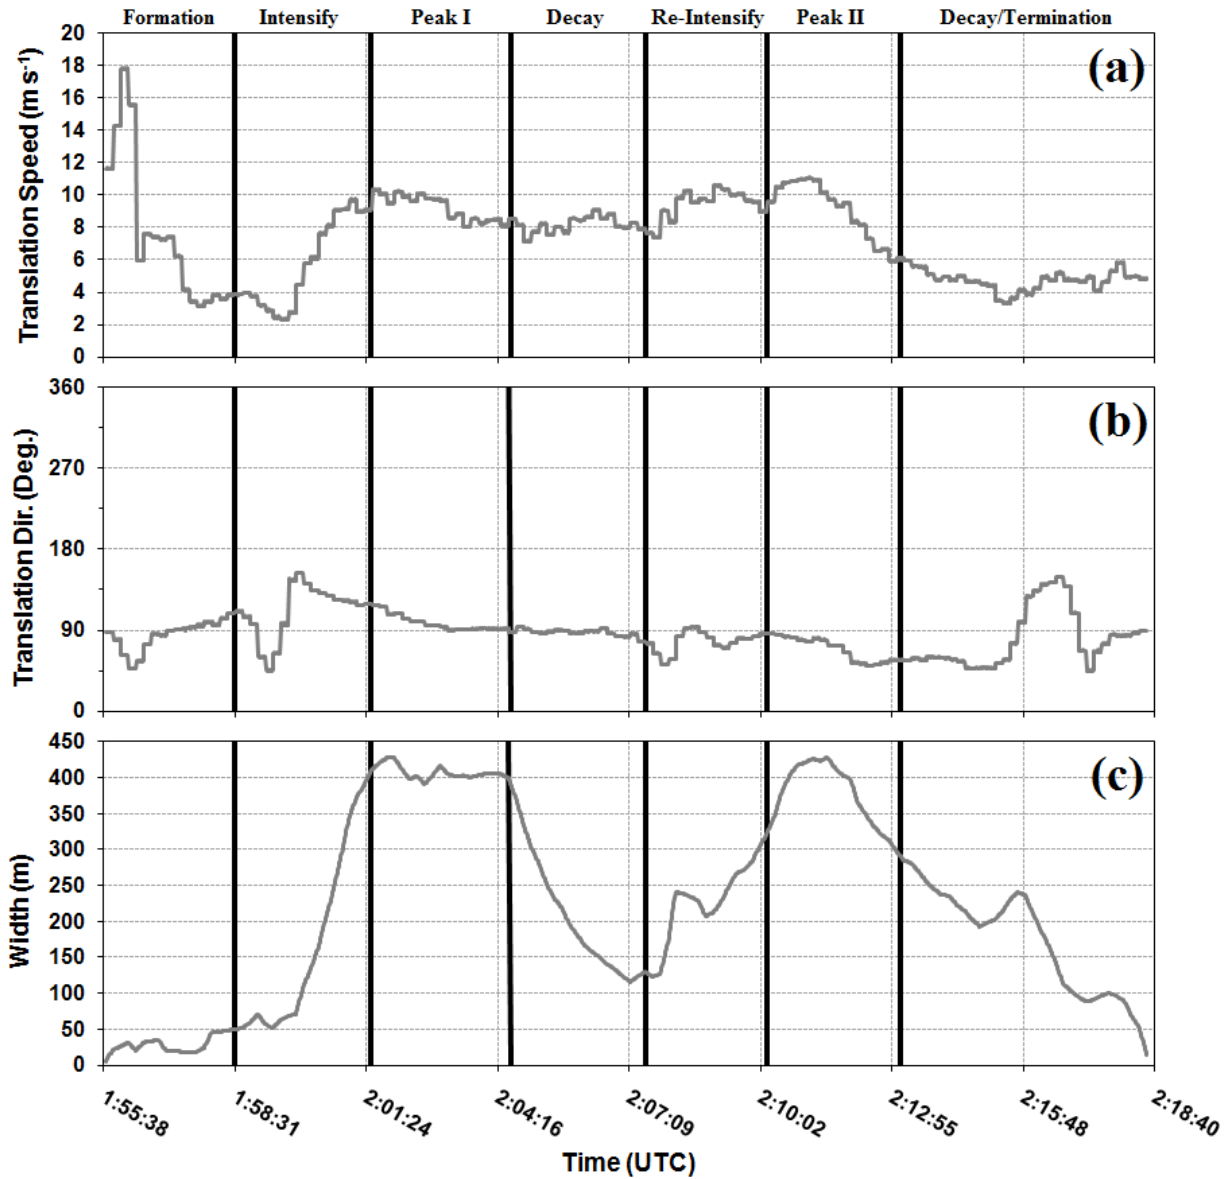 Formation Intensify Peak I Decay Re-Intensify Peak II Decay/Termination
(a)
Translation Speed (m s-1)
20
18
16
14
12
10
8
6
4
2
0
(b)
Translation Dir. (Deg.)
360
270
180
90
0
(c)
Width (m)
450
400
350
300
250
200
150
100
50
0
1:55:38 1:58:31 2:01:24 2:04:16 2:07:09 2:10:02 2:12:55 2:15:48 2:18:40
Time (UTC)